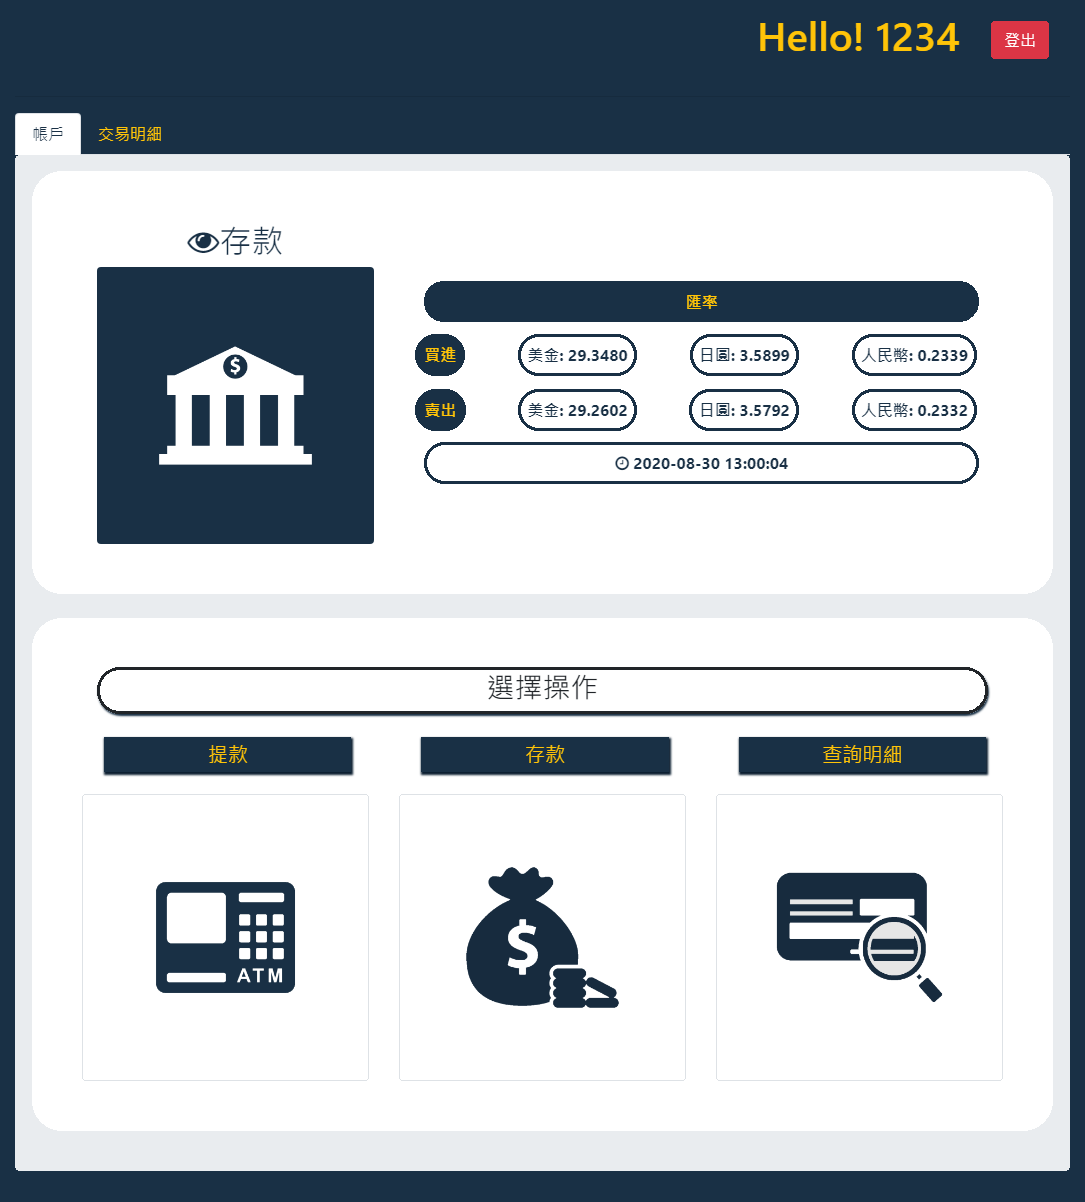 Hello! 1234
登出
帳戶
交易明細
存款
$
匯率
買進
美金: 29.3480
日圓: 3.5899
人民幣: 0.2339
賣出
美金: 29.2602
日圓: 3.5792
人民幣: 0.2332
2020-08-30 13:00:04
選擇操作
提款
存款
查詢明細
ATM
$